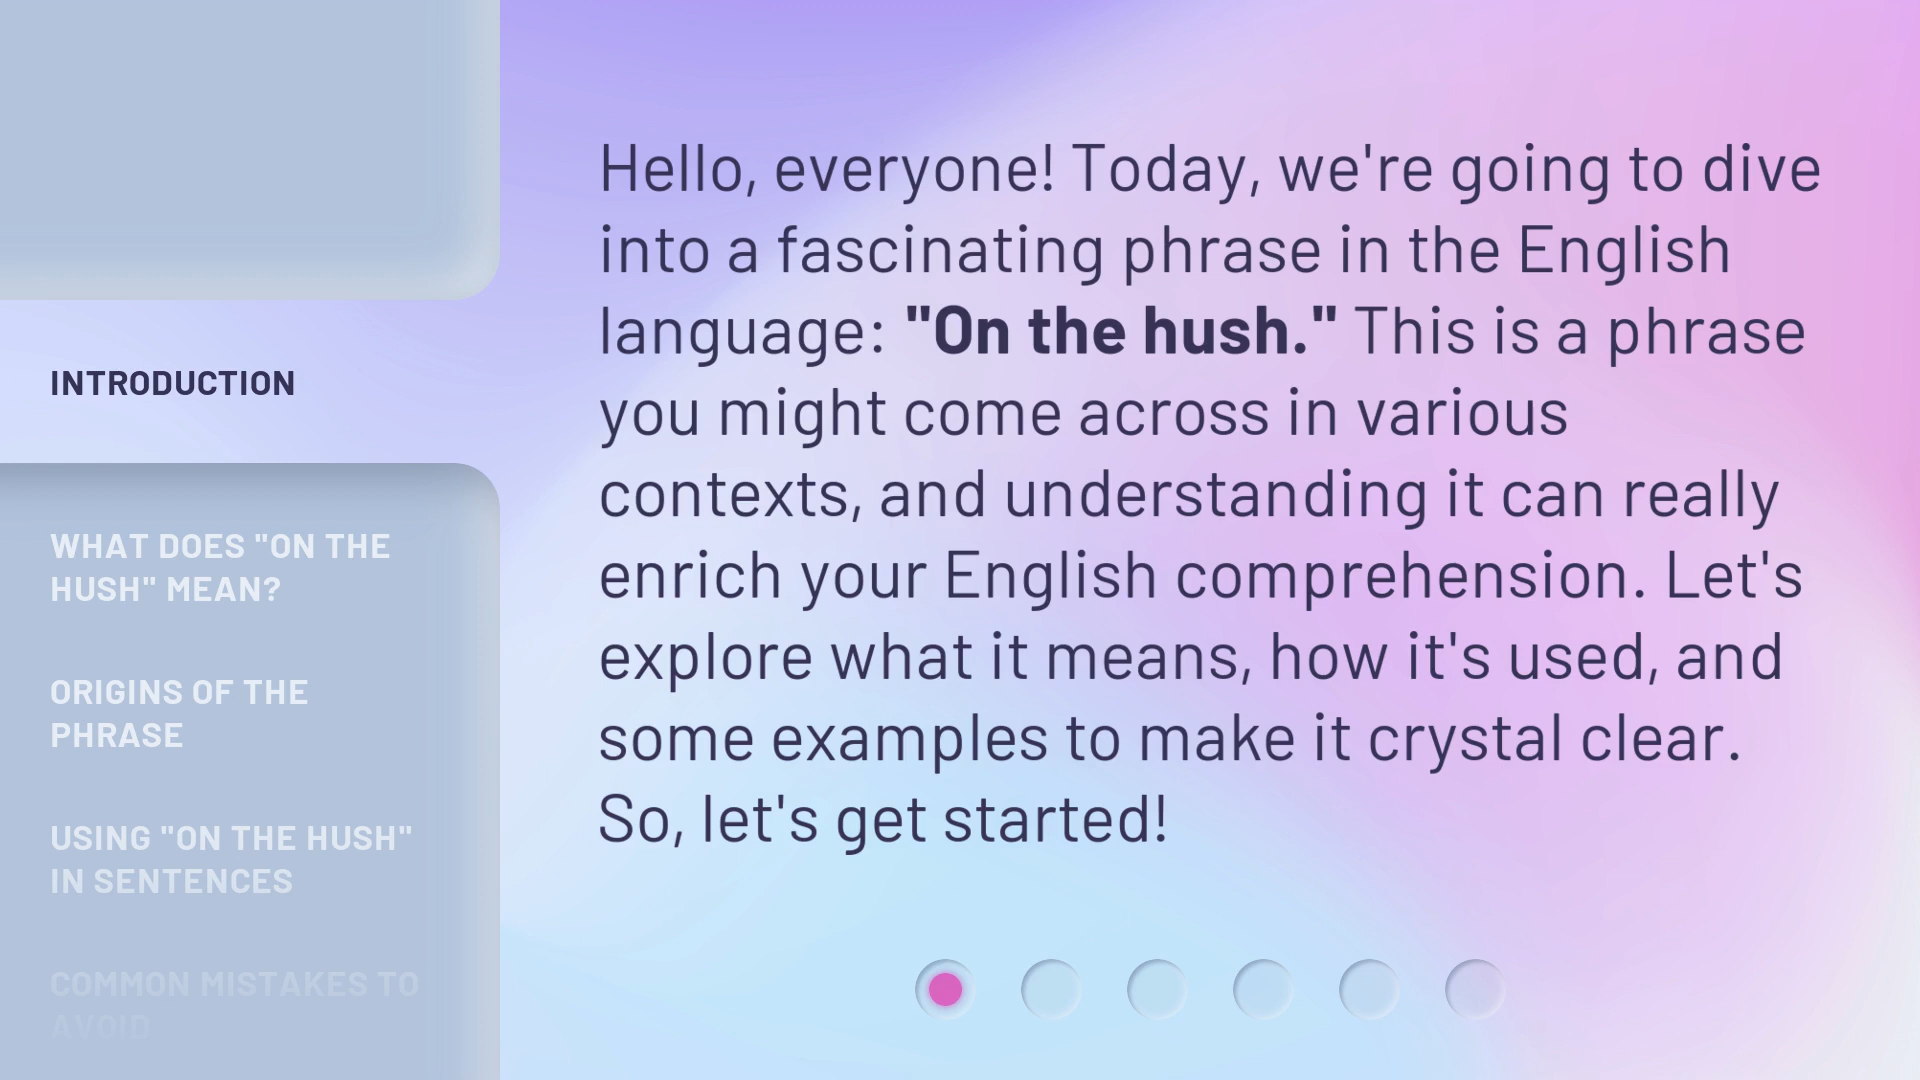 INTRODUCTION
WHAT DOES "ON THE
HUSH" MEAN?
ORIGINS OF THE
PHRASE
USING "ON THE HUSH"
IN SENTENCES
COMMON MISTAKES TO
AVOID
Hello, everyone! Today, we're going to dive
into a fascinating phrase in the English
language: "On the hush." This is a phrase
you might come across in various
contexts, and understanding it can really
enrich your English comprehension. Let's
explore what it means, how it's used, and
some examples to make it crystal clear.
So, let's get started!